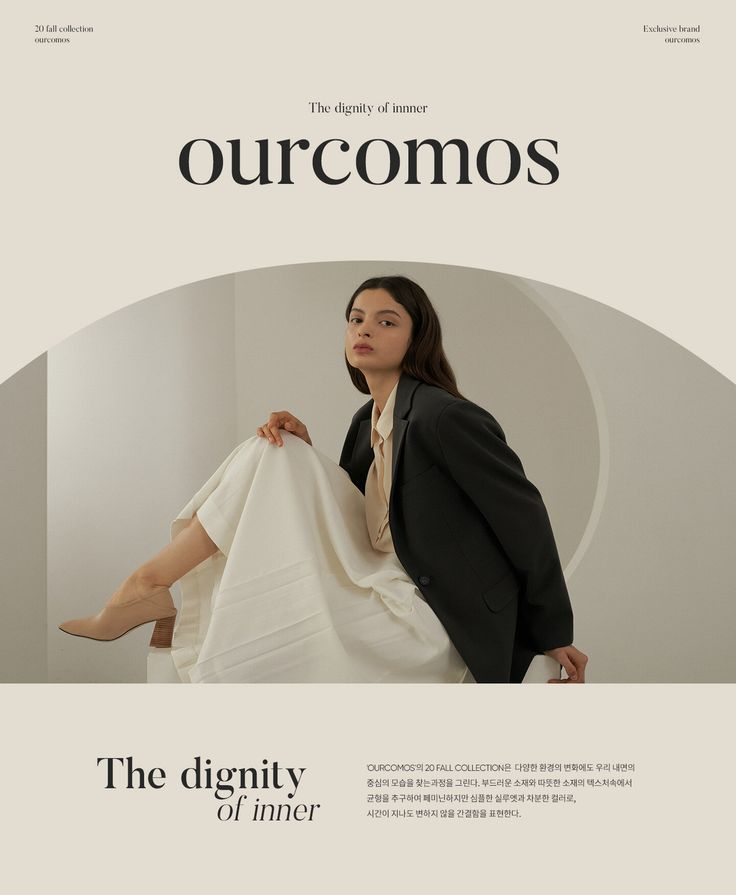 20 fall collection
ourcomos
Exclusive brand
ourcomos
The dignity of innner
ourcomos
The dignity
of inner
'OURCOMOS'의 20 FALL COLLECTION은 다양한 환경의 변화에도 우리 내면의
중심의 모습을 찾는과정을 그린다. 부드러운 소재와 따뜻한 소재의 텍스처속에서
균형을 추구하여 페미닌하지만 심플한 실루엣과 차분한 컬러로,
시간이 지나도 변하지 않을 간결함을 표현한다.